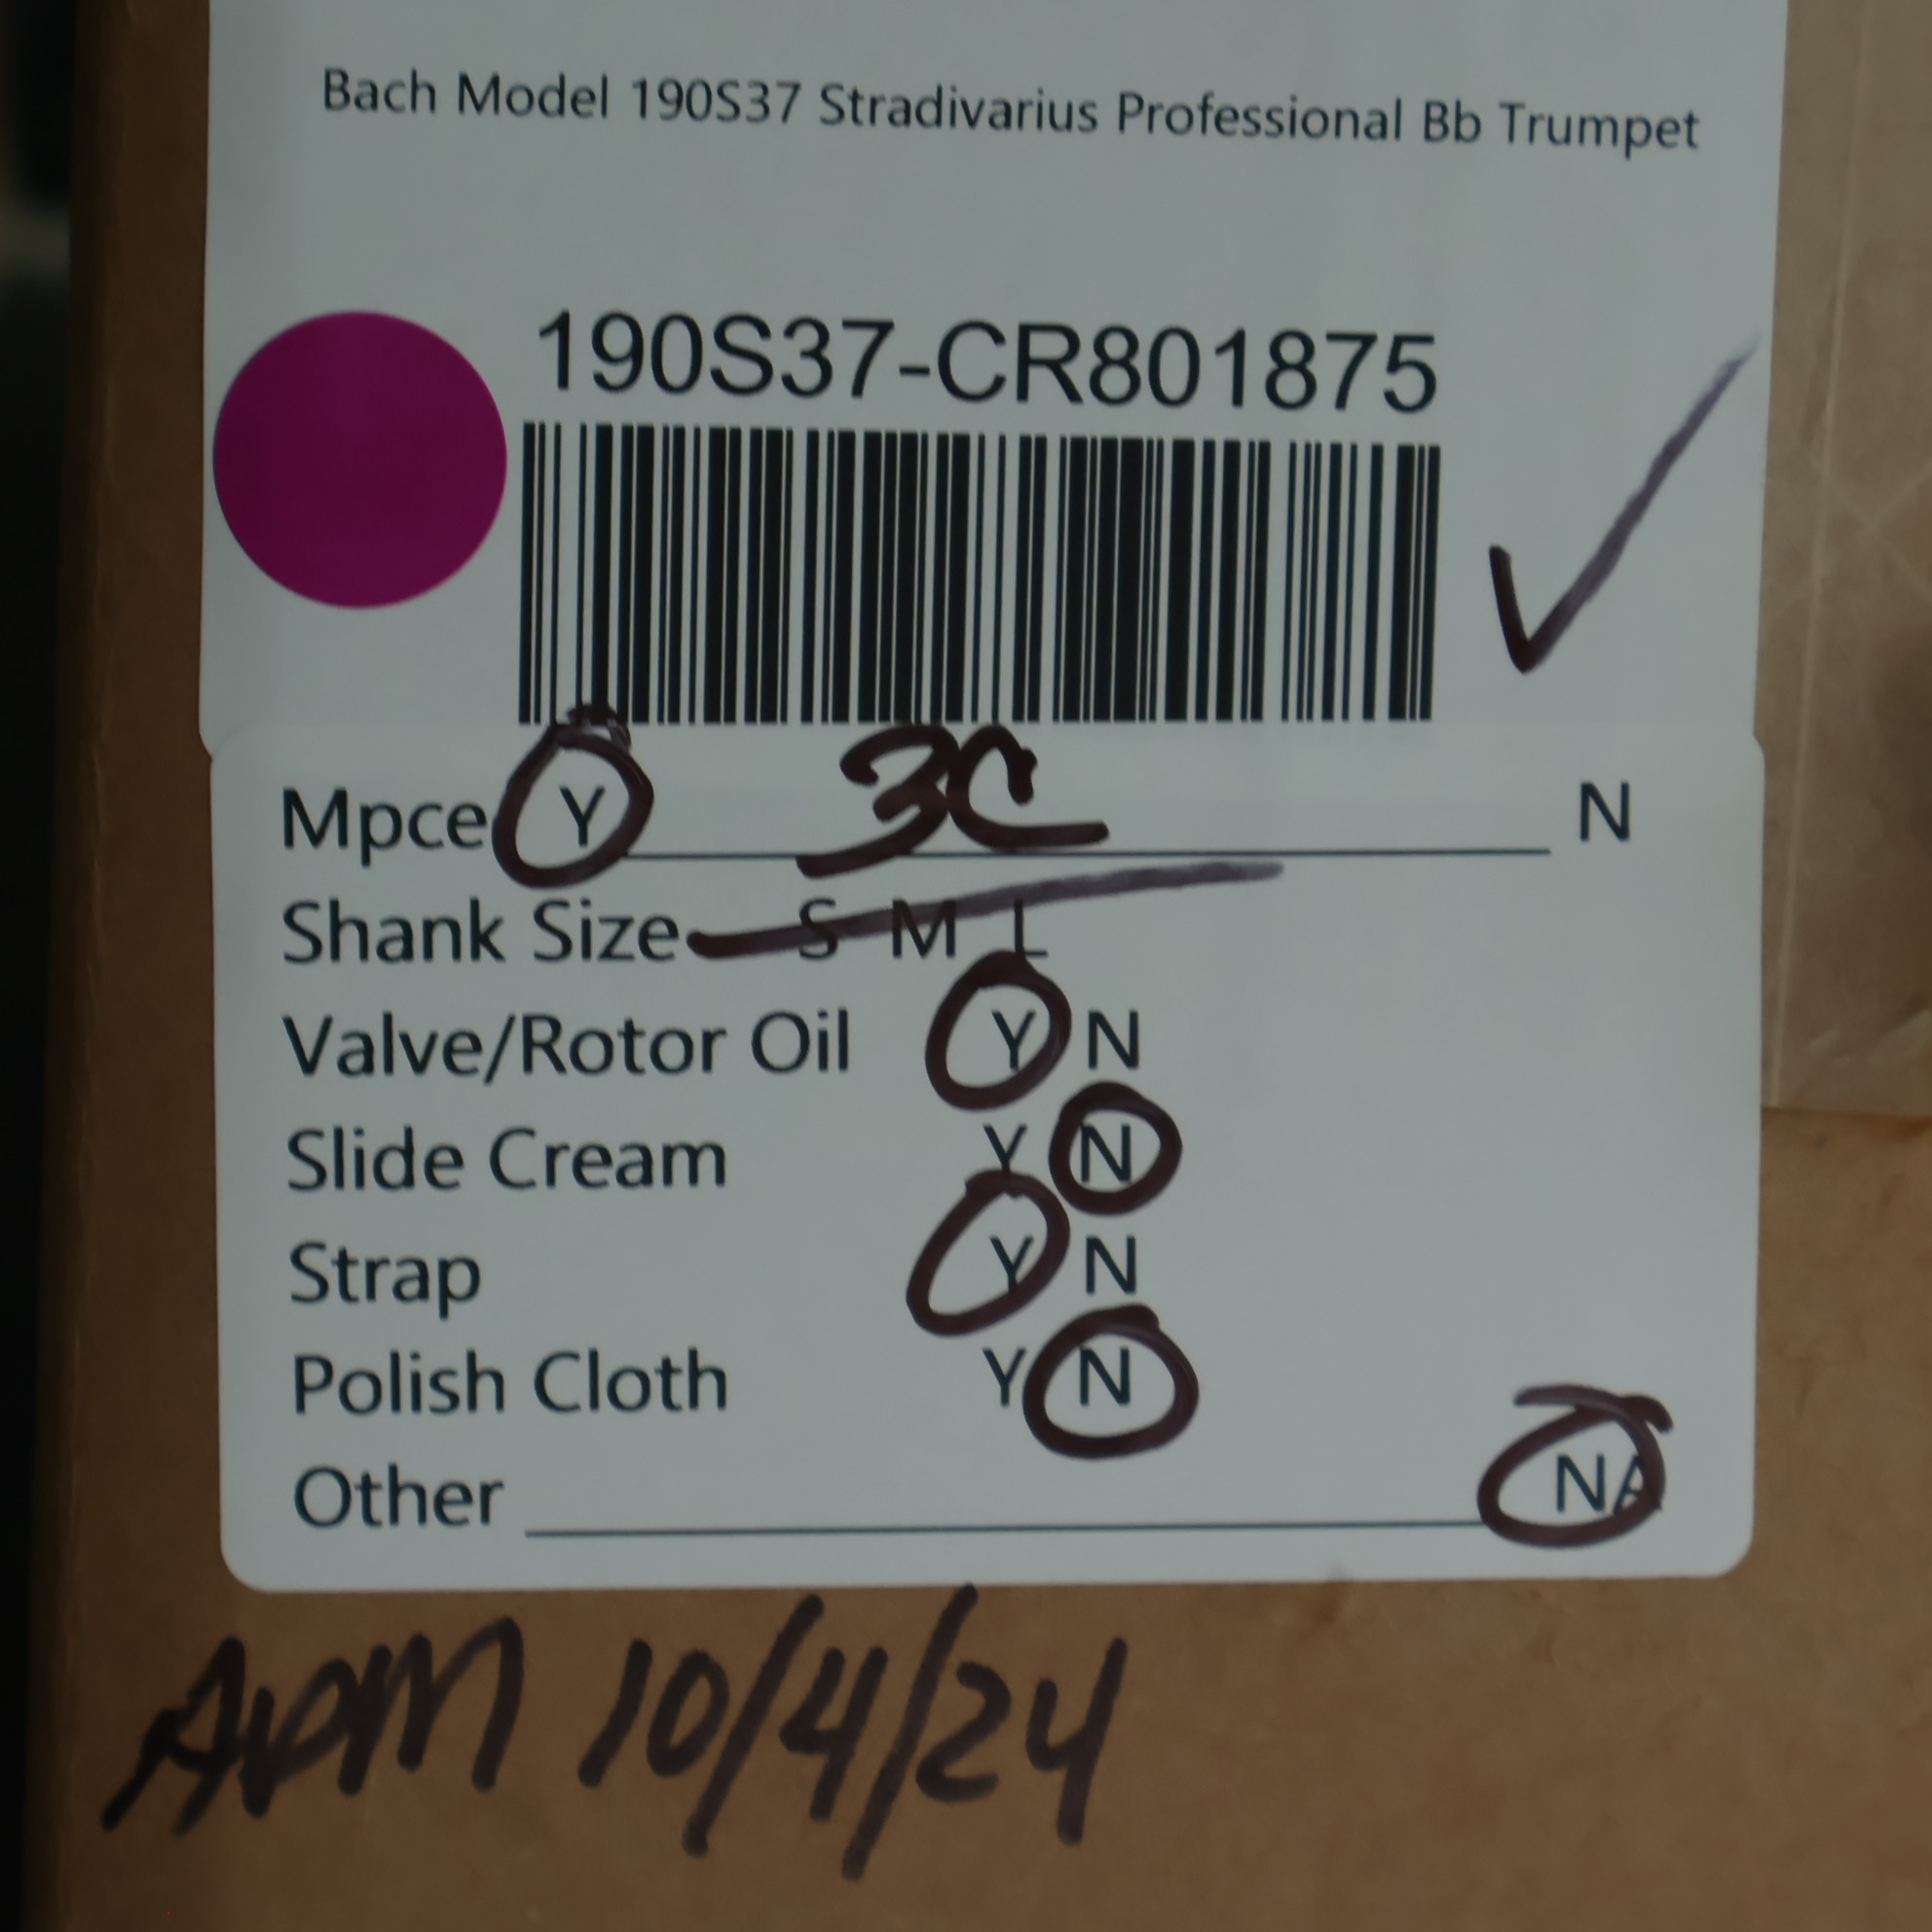 Bach Model 190S37 Stradivarius Professional Bb Trumpet
190S37-CR801875
Mpce Y 3C N
Shank Size S M L
Valve/Rotor Oil Y N
Slide Cream Y N
Strap Y N
Polish Cloth Y N
Other NA
10/4/24